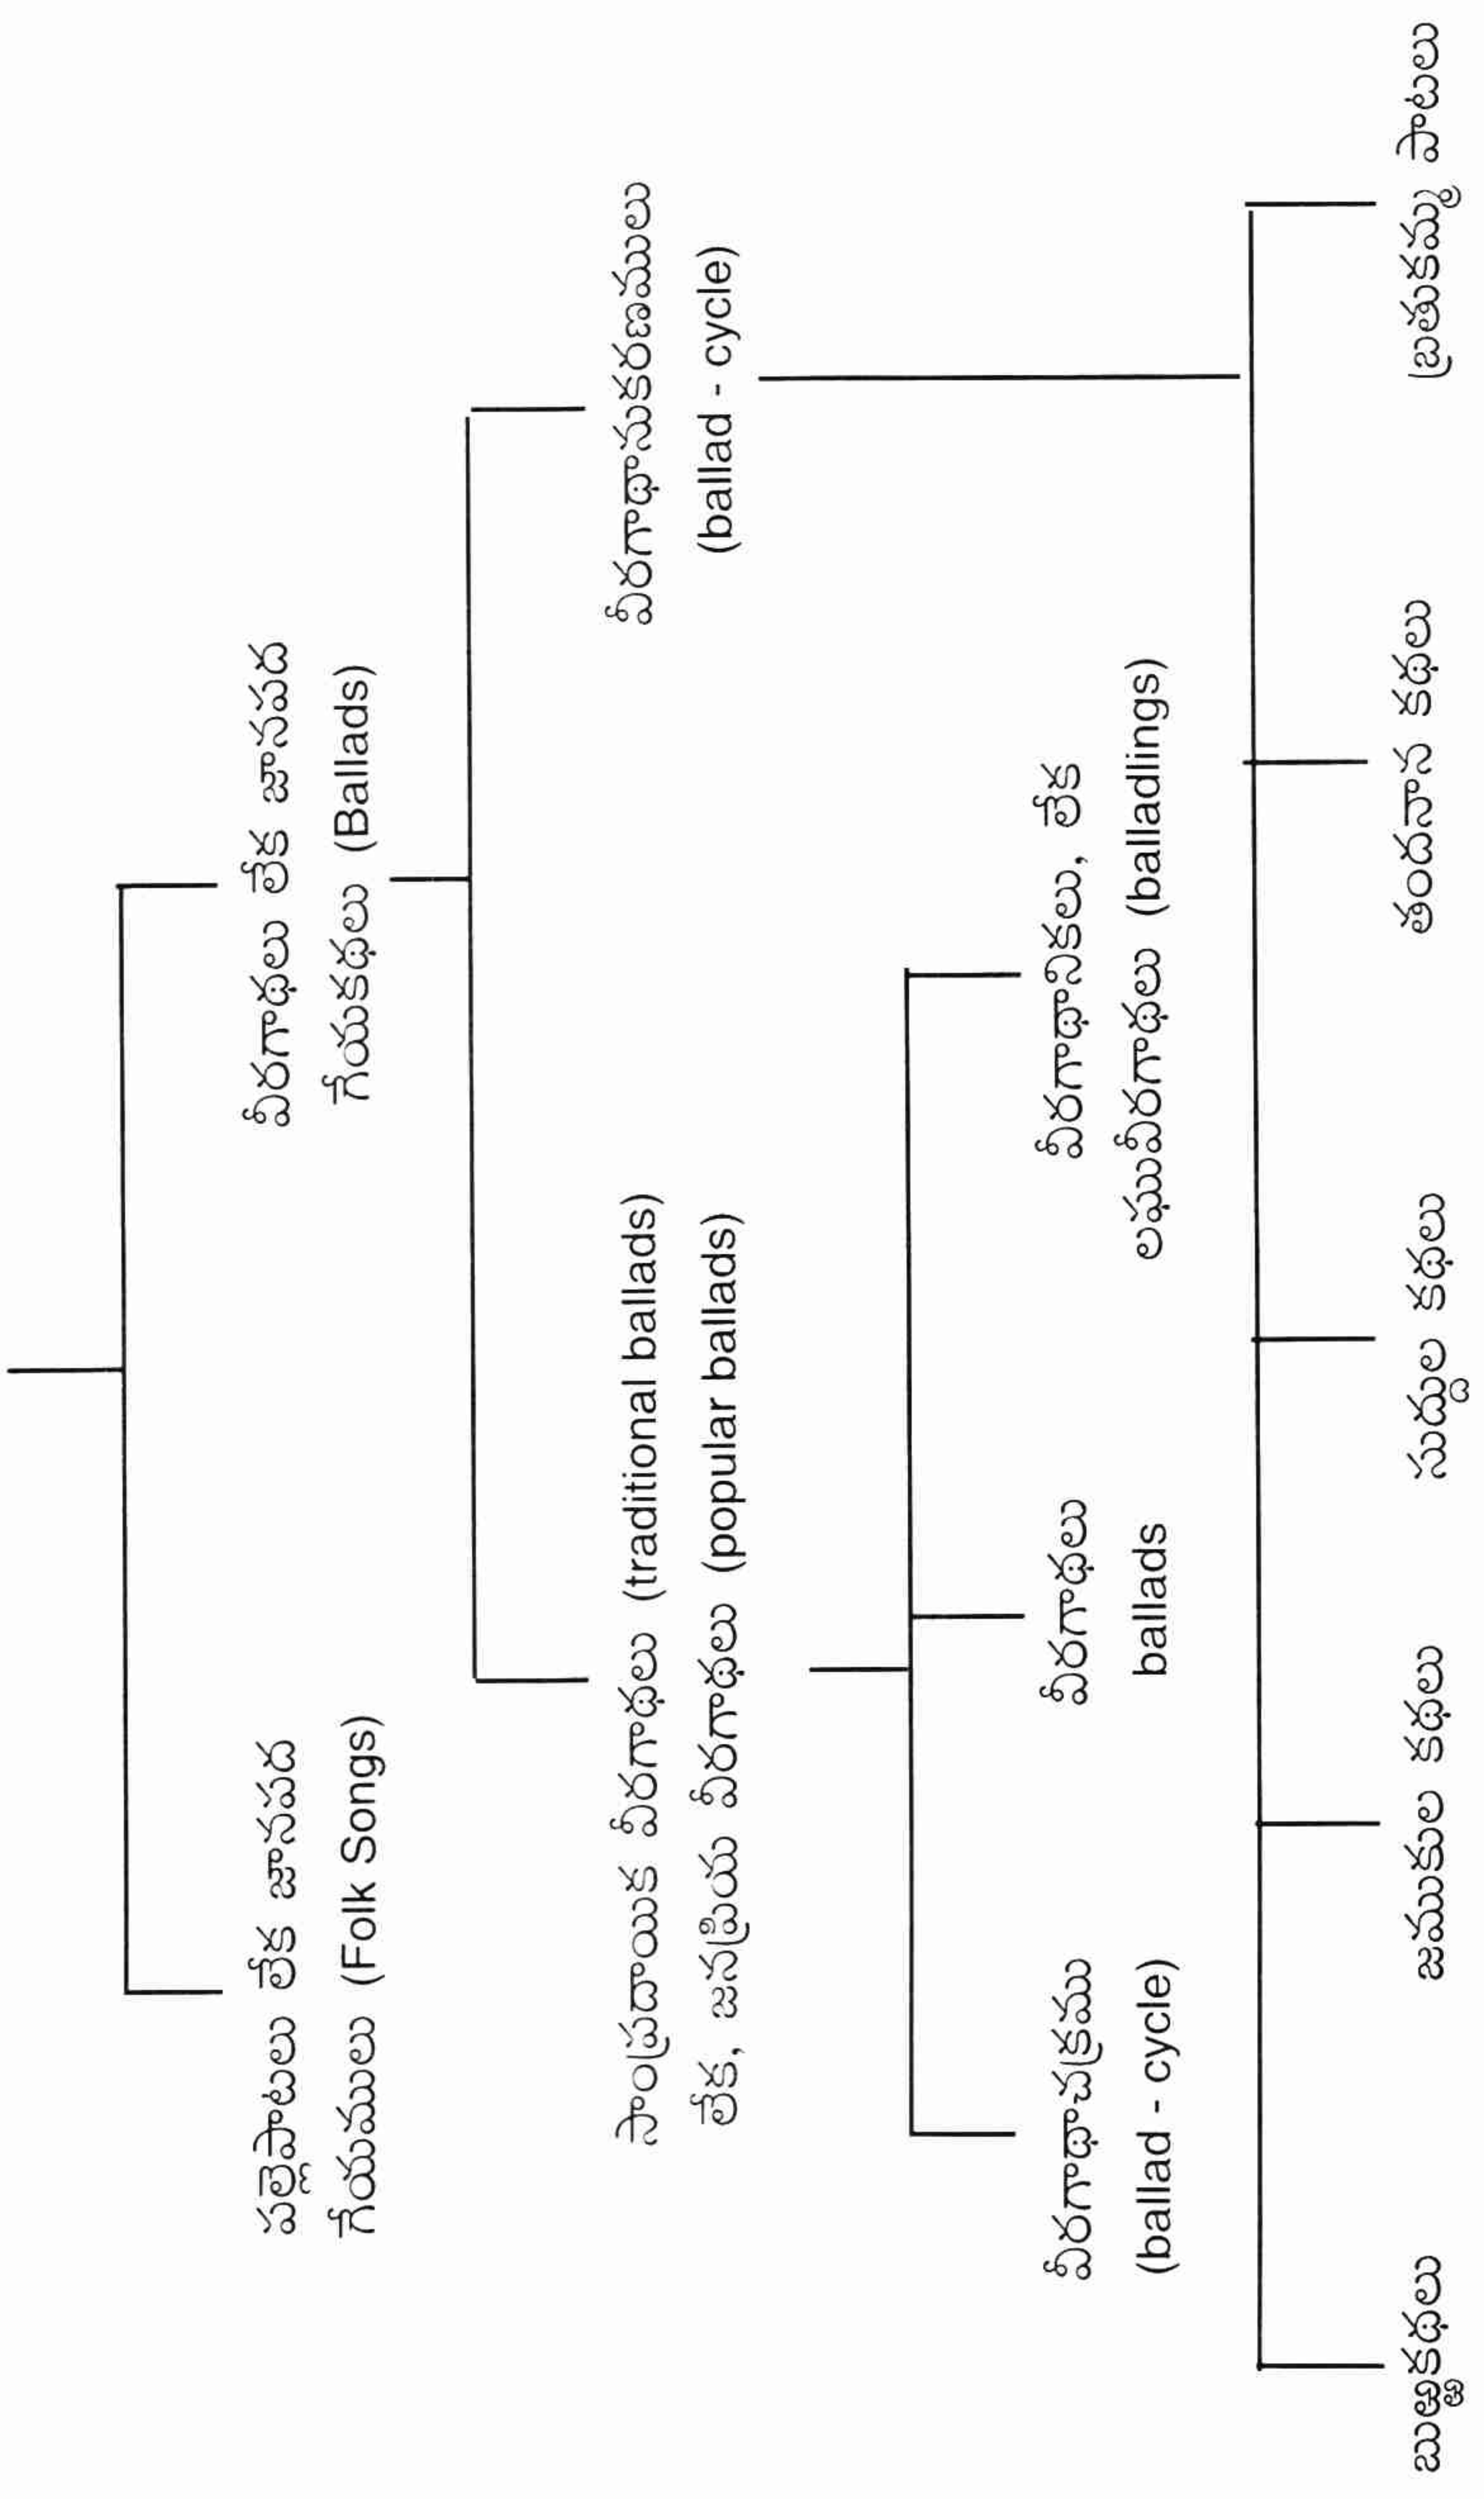 పల్లెపాటలు లేక జానపద
గేయములు (Folk Songs)
వీరగాథలు లేక జానపద
గేయకథలు (Ballads)
సాంప్రదాయిక వీరగాథలు (traditional ballads)
లేక, జనప్రియ వీరగాథలు (popular ballads)
వీరగాథానుకరణములు
(ballad - cycle)
వీరగాథాచక్రము
(ballad - cycle)
వీరగాథలు
ballads
వీరగాథానికలు, లేక
లఘువీరగాథలు (balladlings)
బుఱ్ఱకథలు
జముకుల కథలు
సుద్దుల కథలు
తందనాన కథలు
బ్రతుకమ్మ పాటలు